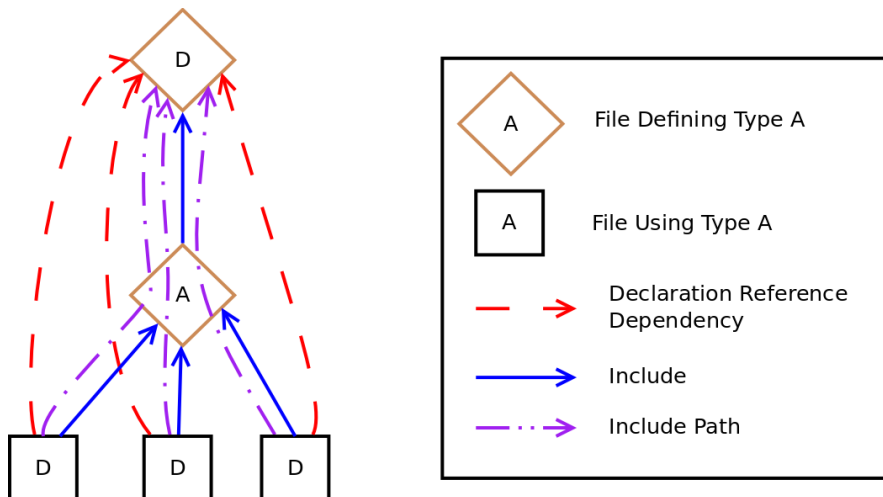 D
A
D D D
A
File Defining Type A
A
File Using Type A
Declaration Reference
Dependency
Include
Include Path